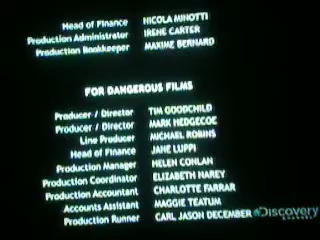 Head of Finance NICOLA MINOTTI
Production Administrator IRENE CARTER
Production Bookkeeper MAXIME BERNARD
FOR DANGEROUS FILMS
Producer / Director TIM GOODCHILD
Producer / Director MARK HEDGECOE
Line Producer MICHAEL ROBINS
Head of Finance JANE LUPPI
Production Manager HELEN CONLAN
Production Coordinator ELIZABETH HAREY
Production Accountant CHARLOTTE FARRAR
Accounts Assistant MAGGIE TEATUM
Production Runner CARL JASON DECEMBER
Discovery
CHANNEL